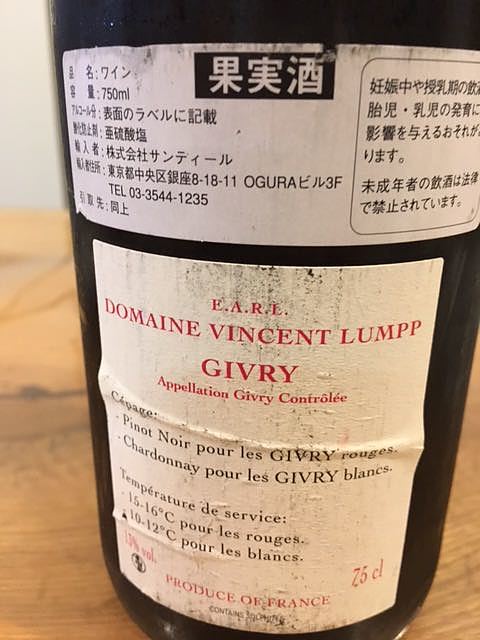 品 名:ワイン
果実酒
容 量:750ml
アルコール分:表面のラベルに記載
酸化防止剤:亜硫酸塩
輸入者:株式会社サンディール
輸入者住所:東京都中央区銀座8-18-11 OGURAビル3F
TEL 03-3544-1235
引取先:同上
妊娠中や授乳期の飲酒
胎児・乳児の発育に
影響を与えるおそれが
ります。
未成年者の飲酒は法律
で禁止されています。
E.A.R.L.
DOMAINE VINCENT LUMPP
GIVRY
Appellation Givry Contrôlée
Cépage:
- Pinot Noir pour les GIVRY rouges.
- Chardonnay pour les GIVRY blancs.
Température de service:
- 15-16°C pour les rouges.
10-12°C pour les blancs.
13% vol.
75 cl
PRODUCE OF FRANCE
CONTAINS